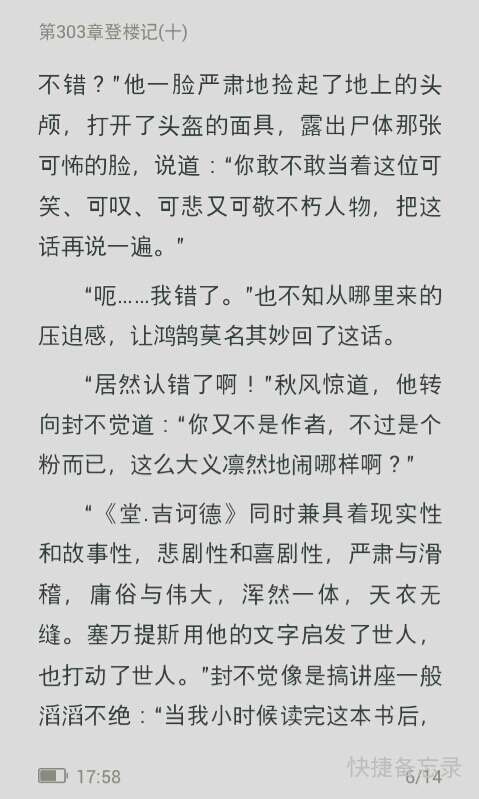 第303章登楼记(十)
不错？”他一脸严肃地捡起了地上的头
颅，打开了头盔的面具，露出尸体那张
可怖的脸，说道：“你敢不敢当着这位可
笑、可叹、可悲又可敬不朽人物，把这
话再说一遍。”
“呃……我错了。”也不知从哪里来的
压迫感，让鸿鹄莫名其妙回了这话。
“居然认错了啊！”秋风惊道，他转
向封不觉道：“你又不是作者，不过是个
粉而已，这么大义凛然地闹哪样啊？”
“《堂.吉诃德》同时兼具着现实性
和故事性，悲剧性和喜剧性，严肃与滑
稽，庸俗与伟大，浑然一体，天衣无
缝。塞万提斯用他的文字启发了世人，
也打动了世人。”封不觉像是搞讲座一般
滔滔不绝：“当我小时候读完这本书后，
17:58
6/14
快捷备忘录